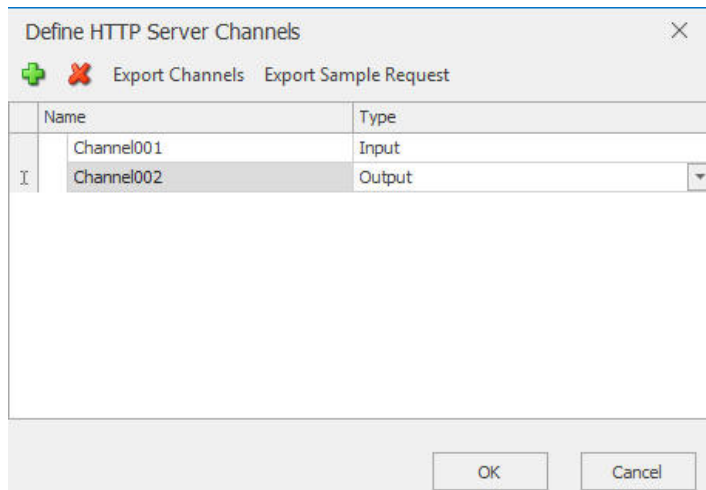 Define HTTP Server Channels
Export Channels Export Sample Request
Name Type
Channel001 Input
Channel002 Output
OK Cancel